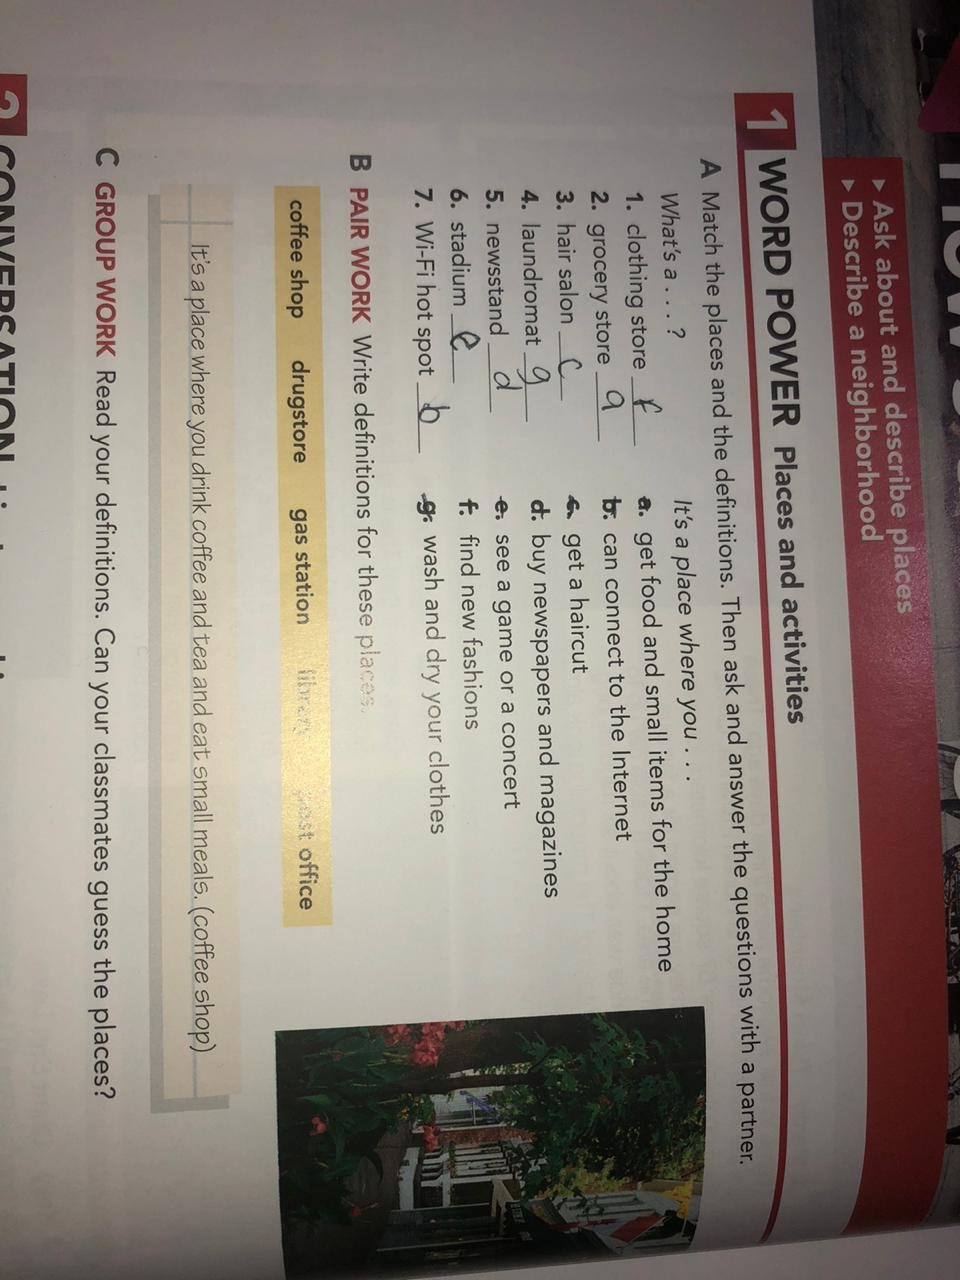 ▸ Ask about and describe places
▸ Describe a neighborhood
1 WORD POWER Places and activities
A Match the places and the definitions. Then ask and answer the questions with a partner.
What's a . . . ?
It's a place where you . . .
1. clothing store f
2. grocery store a
3. hair salon c
4. laundromat g
5. newsstand d
6. stadium e
7. Wi-Fi hot spot b
a. get food and small items for the home
b. can connect to the Internet
c. get a haircut
d. buy newspapers and magazines
e. see a game or a concert
f. find new fashions
g. wash and dry your clothes
B PAIR WORK Write definitions for these places.
coffee shop drugstore gas station library post office
It's a place where you drink coffee and tea and eat small meals. (coffee shop)
C GROUP WORK Read your definitions. Can your classmates guess the places?
2 CONVERSATION